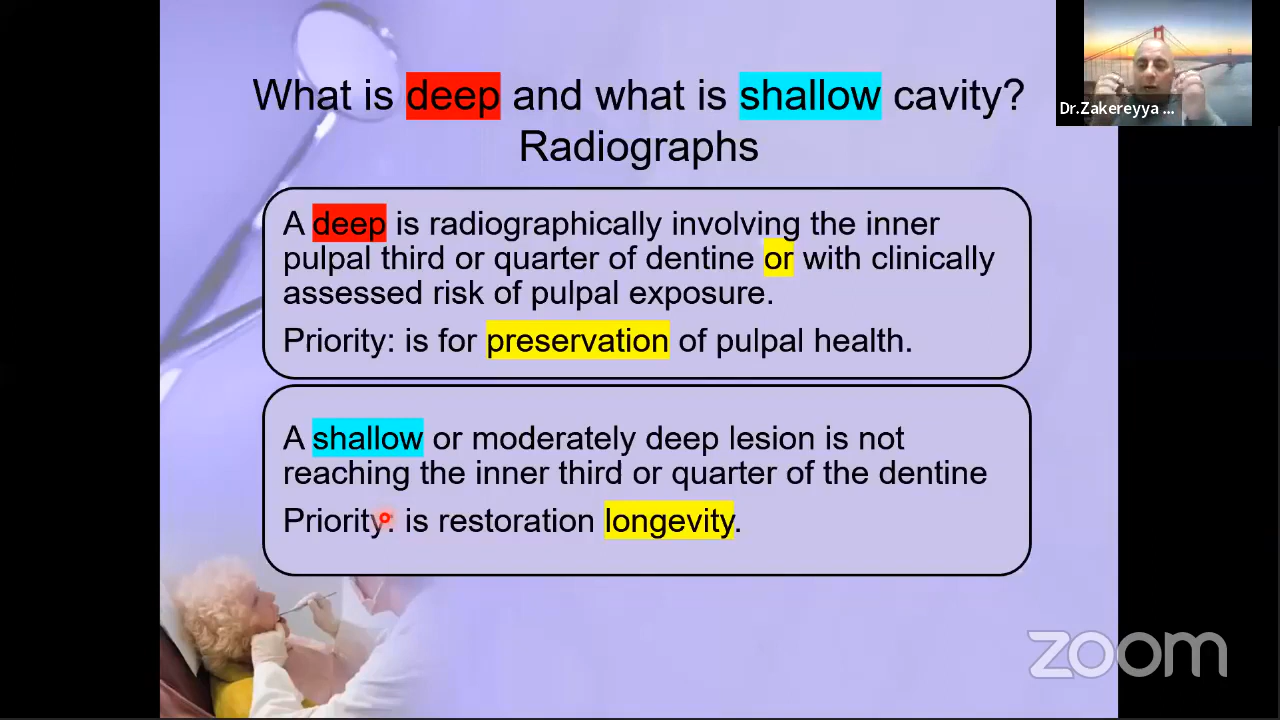 What is deep and what is shallow cavity?
Radiographs
Dr.Zakereyya ...
A deep is radiographically involving the inner
pulpal third or quarter of dentine or with clinically
assessed risk of pulpal exposure.
Priority: is for preservation of pulpal health.
A shallow or moderately deep lesion is not
reaching the inner third or quarter of the dentine
Priority: is restoration longevity.
zoom